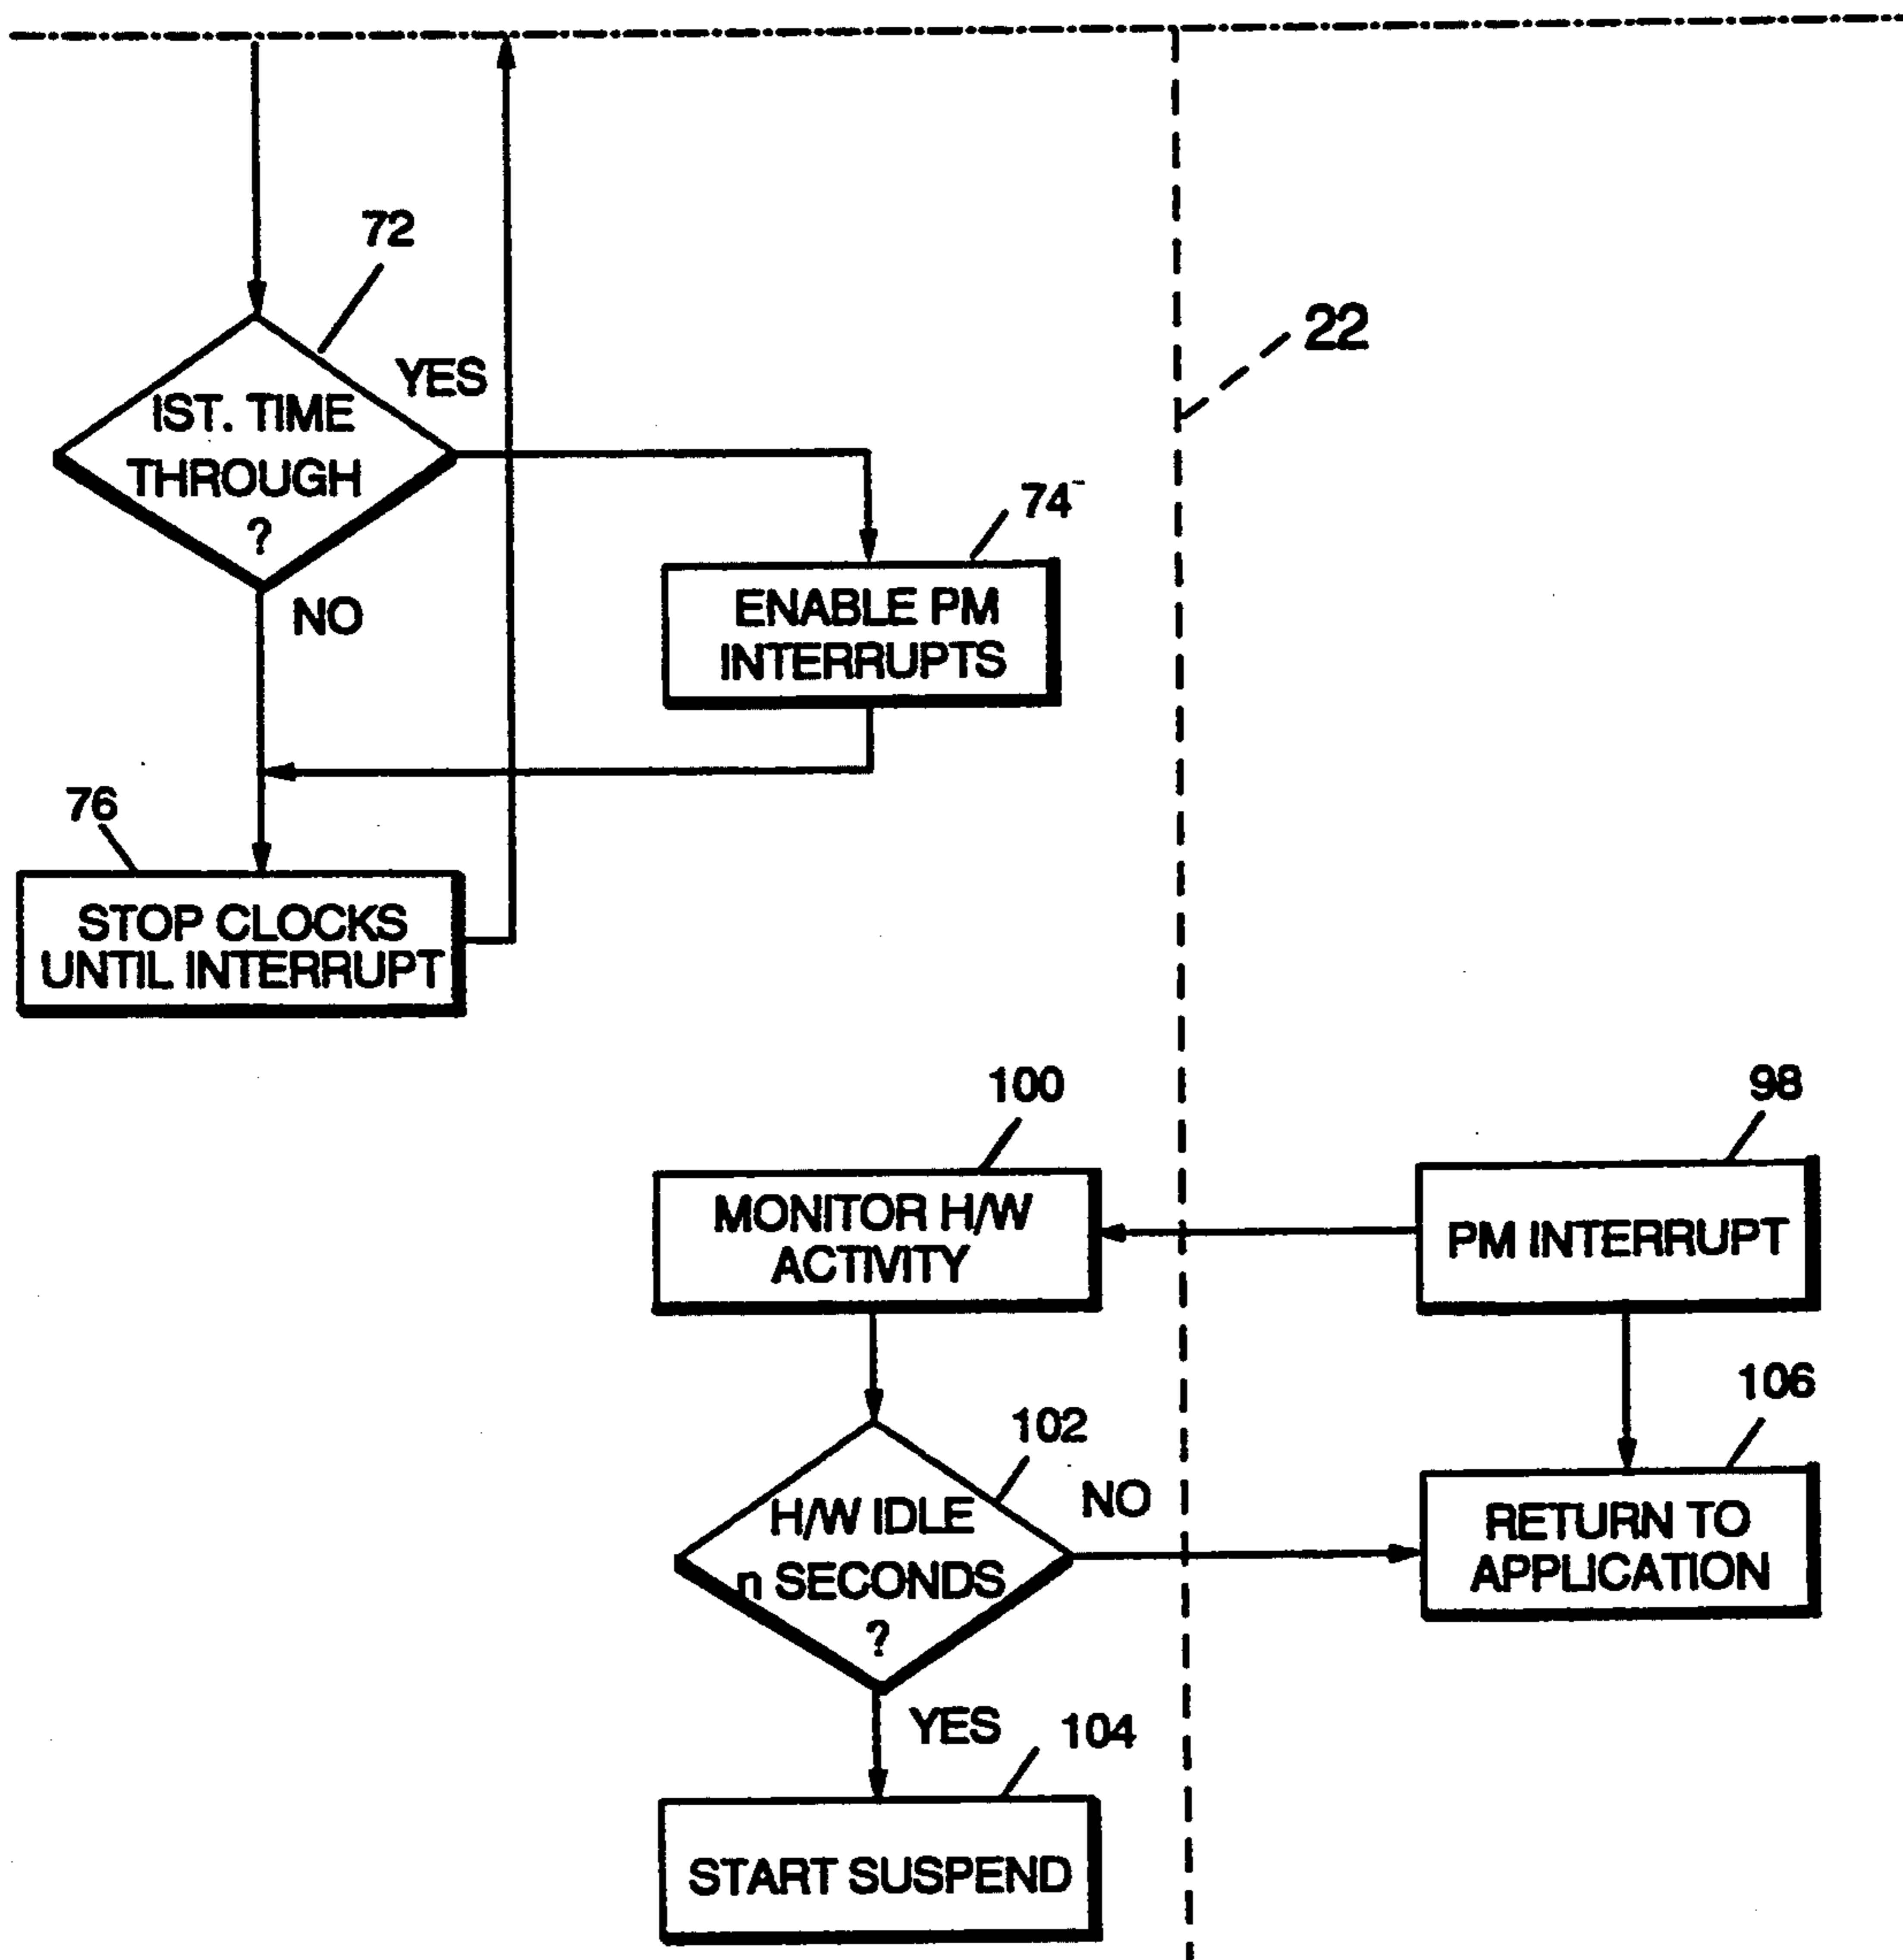 72
YES
IST. TIME
THROUGH
?
NO
22
74
ENABLE PM
INTERRUPTS
76
STOP CLOCKS
UNTIL INTERRUPT
100
MONITOR H/W
ACTIVITY
98
PM INTERRUPT
102
H/W IDLE
n SECONDS
?
NO
106
RETURN TO
APPLICATION
YES
104
START SUSPEND